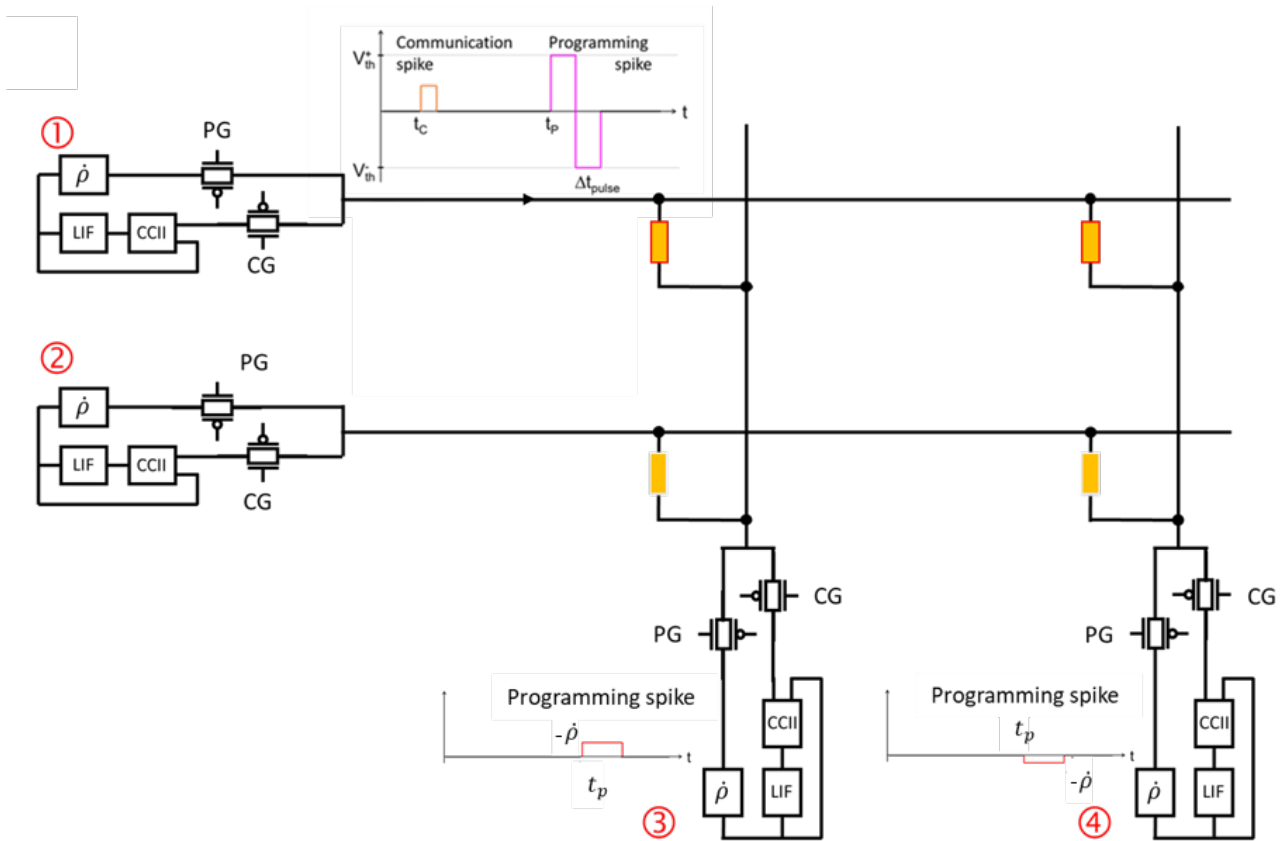 Communication spike
Programming spike
V⁺th
t
tC
tP
V⁻th
Δtpulse
①
PG
ρ̇
LIF
CCII
CG
②
PG
ρ̇
LIF
CCII
CG
CG
PG
Programming spike
-ρ̇
t
tp
CCII
ρ̇
LIF
③
CG
PG
Programming spike
tp
t
-ρ̇
CCII
ρ̇
LIF
④